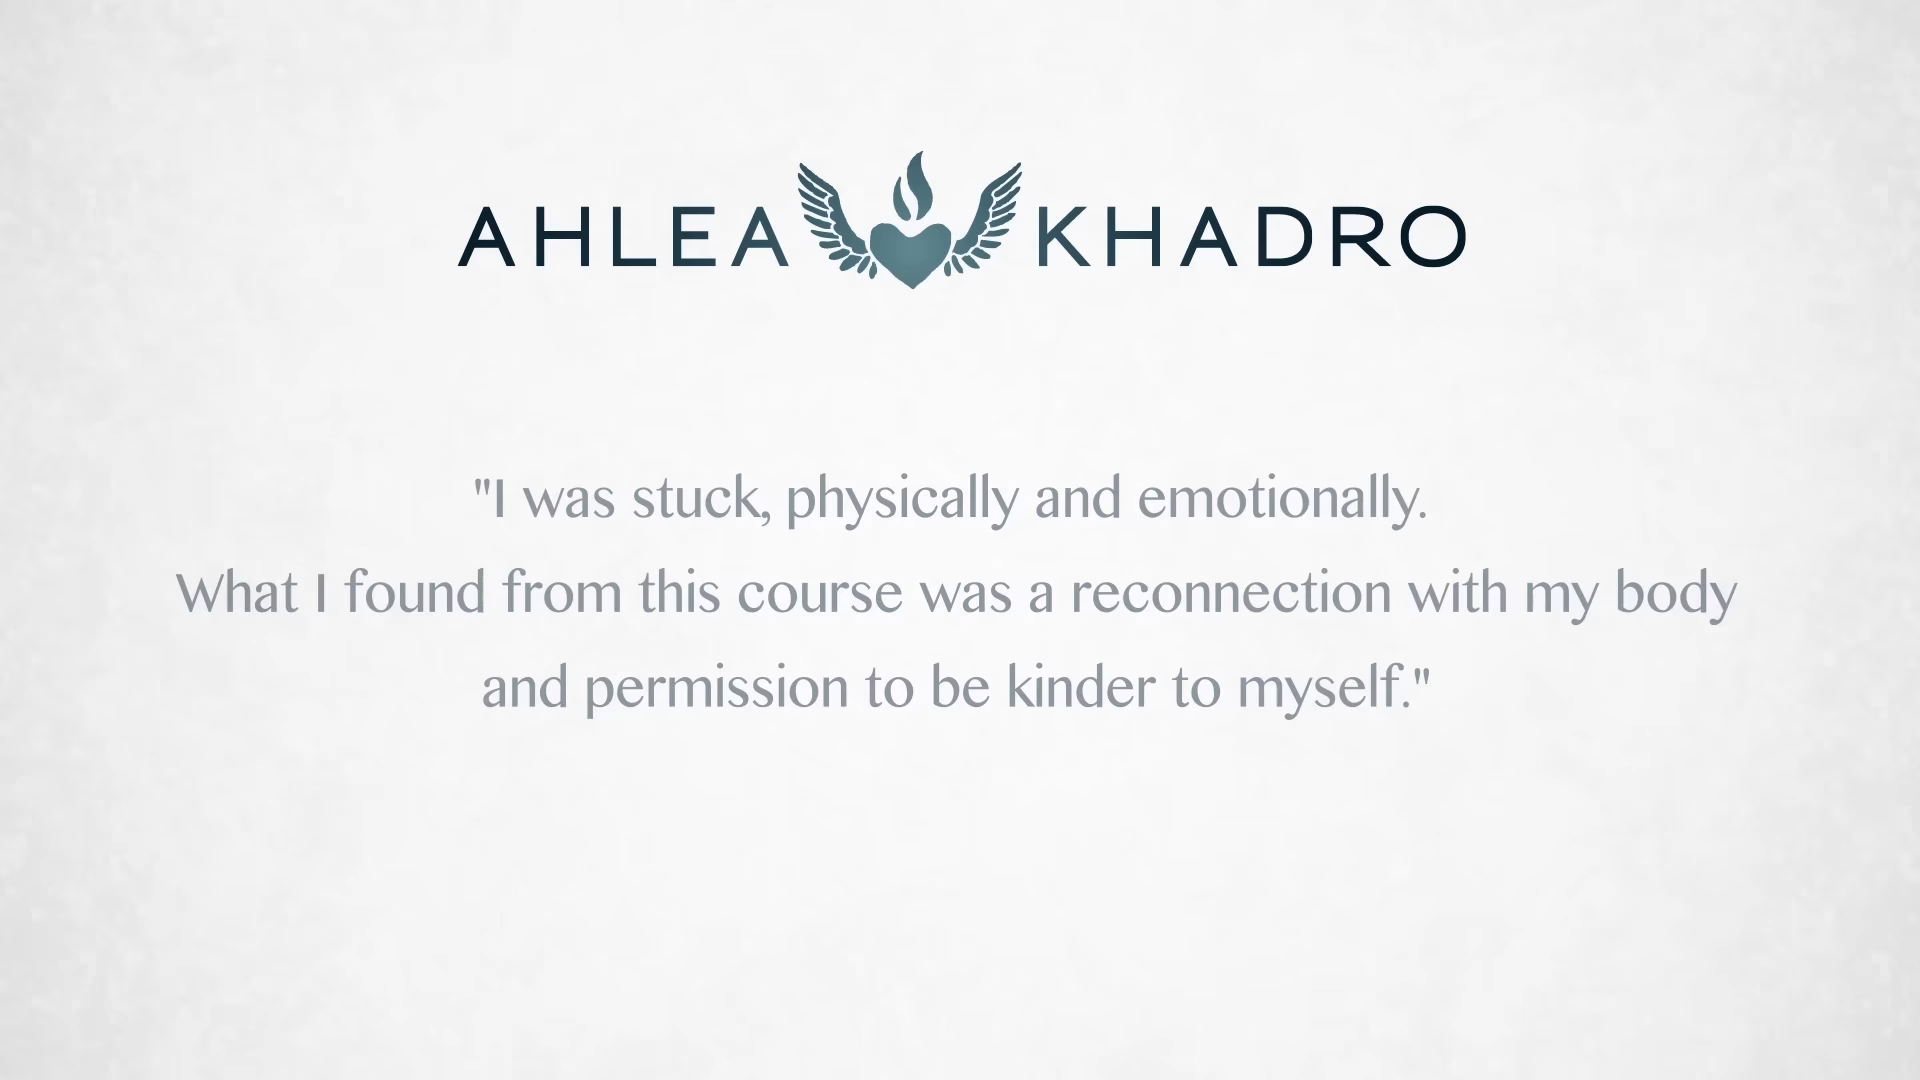 AHLEA KHADRO
"I was stuck, physically and emotionally.
What I found from this course was a reconnection with my body
and permission to be kinder to myself."